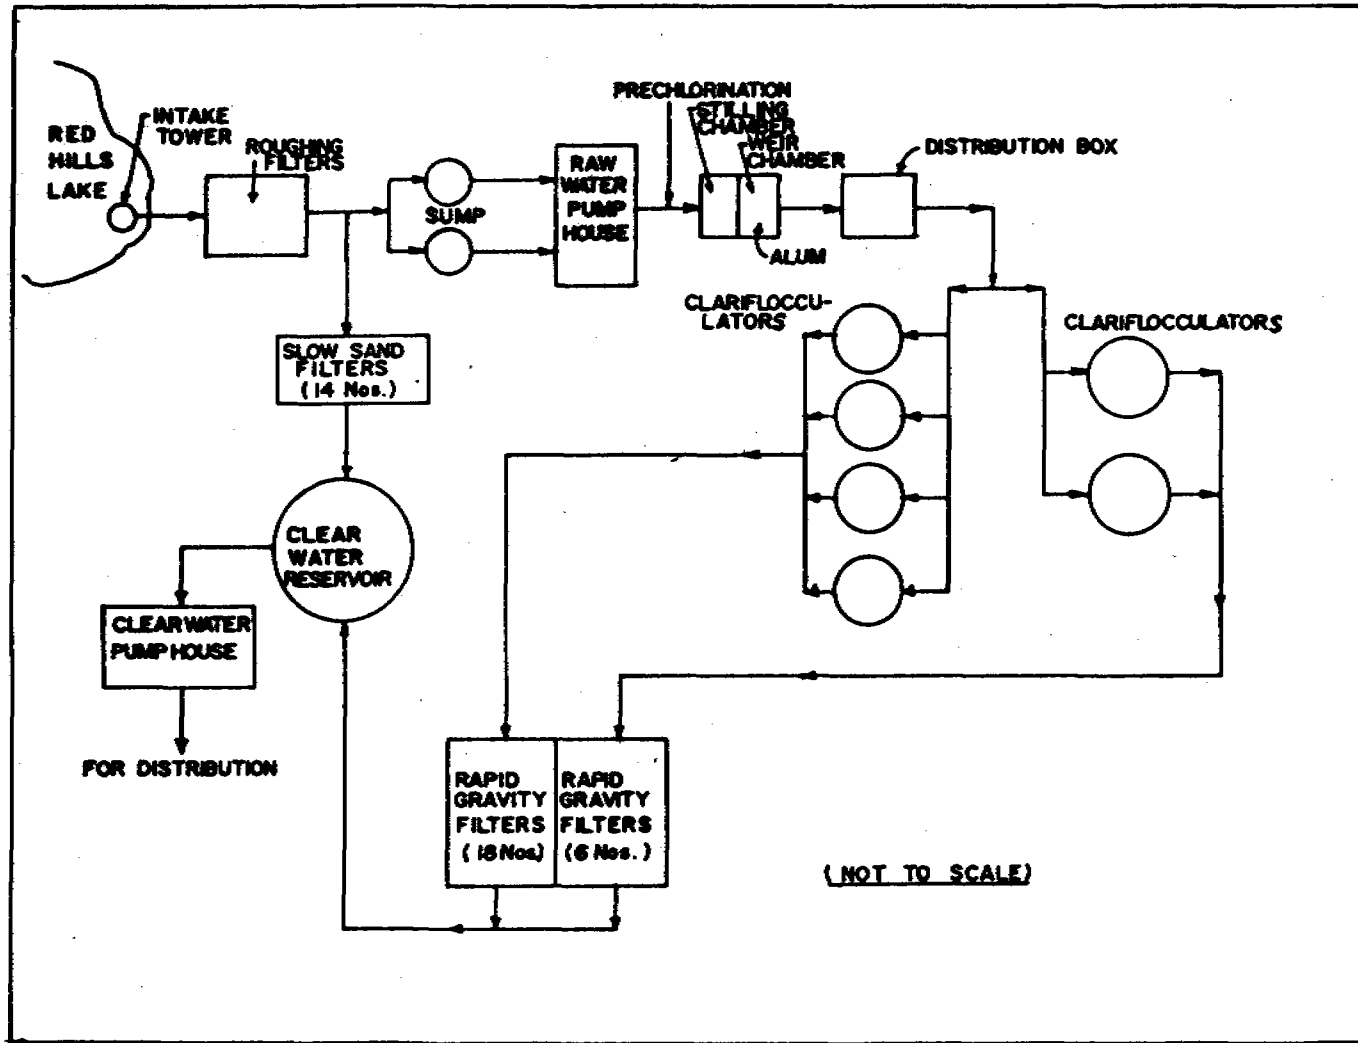 RED
HILLS
LAKE
INTAKE
TOWER
ROUGHING
FILTERS
SUMP
RAW
WATER
PUMP
HOUSE
PRECHLORINATION
STILLING
CHAMBER
WEIR
CHAMBER
ALUM
DISTRIBUTION BOX
CLARIFLOCCU-
LATORS
CLARIFLOCCULATORS
SLOW SAND
FILTERS
(14 Nos.)
CLEAR
WATER
RESERVOIR
CLEAR WATER
PUMP HOUSE
FOR DISTRIBUTION
RAPID
GRAVITY
FILTERS
(18 Nos.)
RAPID
GRAVITY
FILTERS
(6 Nos.)
(NOT TO SCALE)